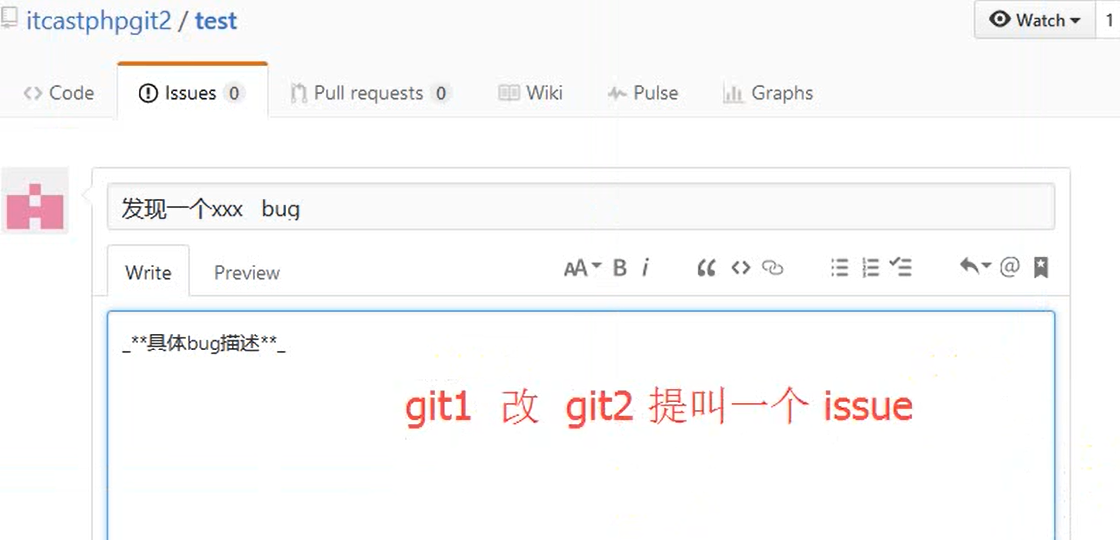 itcastphpgit2 / test
Watch 1
Code Issues 0 Pull requests 0 Wiki Pulse Graphs
发现一个xxx bug
Write Preview AA B i @
_**具体bug描述**_
git1 改 git2 提叫一个 issue